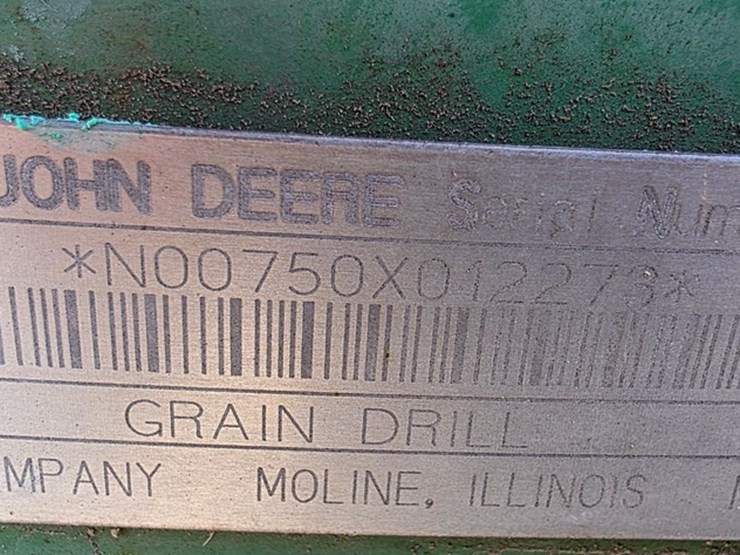 JOHN DEERE Serial Num
*N00750X012273*
GRAIN DRILL
MPANY MOLINE, ILLINOIS